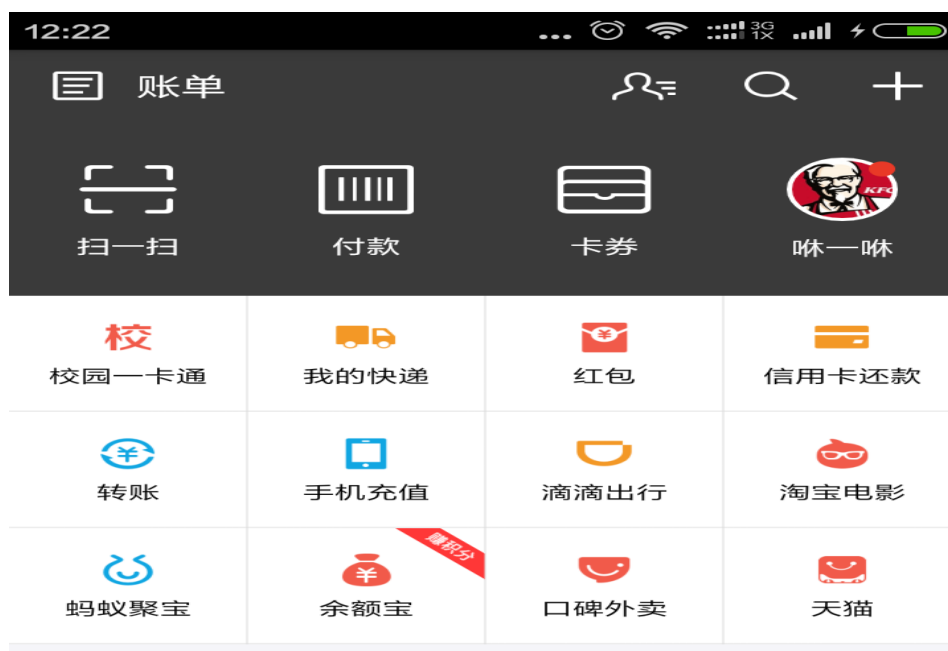 12:22 ... 3G 1X
账单
扫一扫 付款 卡券 咻一咻
KFC
校
校园一卡通 我的快递 红包 信用卡还款
转账 手机充值 滴滴出行 淘宝电影
赚积分
蚂蚁聚宝 余额宝 口碑外卖 天猫